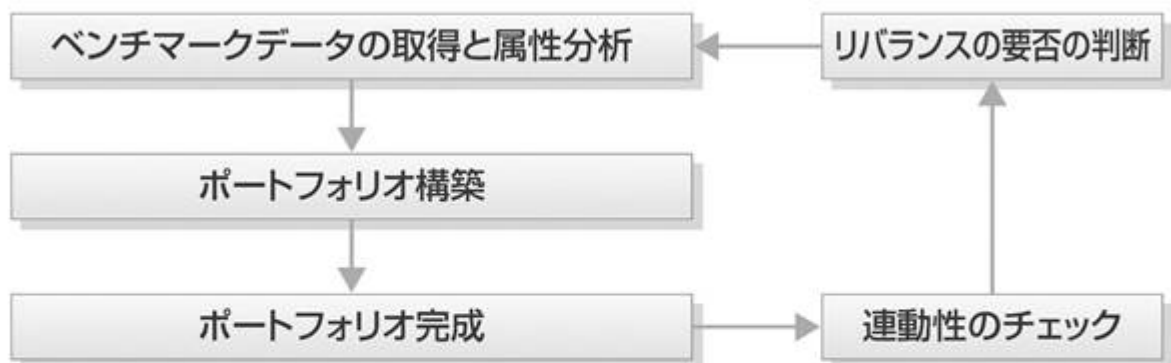 ベンチマークデータの取得と属性分析
リバランスの要否の判断
ポートフォリオ構築
ポートフォリオ完成
連動性のチェック